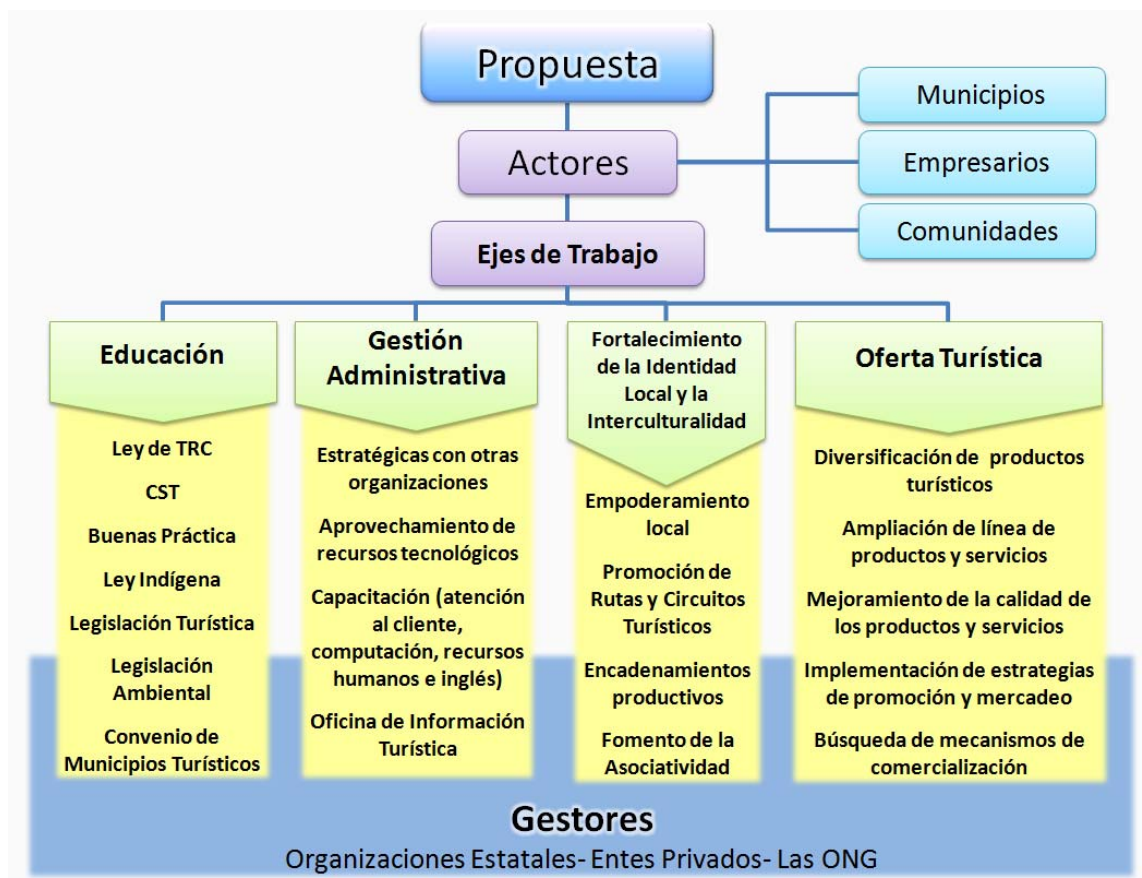 Propuesta
Actores
Municipios
Empresarios
Comunidades
Ejes de Trabajo
Educación
Ley de TRC
CST
Buenas Práctica
Ley Indígena
Legislación Turística
Legislación
Ambiental
Convenio de
Municipios Turísticos
Gestión
Administrativa
Estratégicas con otras
organizaciones
Aprovechamiento de
recursos tecnológicos
Capacitación (atención
al cliente,
computación, recursos
humanos e inglés)
Oficina de Información
Turística
Fortalecimiento
de la Identidad
Local y la
Interculturalidad
Empoderamiento
local
Promoción de
Rutas y Circuitos
Turísticos
Encadenamientos
productivos
Fomento de la
Asociatividad
Oferta Turística
Diversificación de productos
turísticos
Ampliación de línea de
productos y servicios
Mejoramiento de la calidad de
los productos y servicios
Implementación de estrategias
de promoción y mercadeo
Búsqueda de mecanismos de
comercialización
Gestores
Organizaciones Estatales- Entes Privados- Las ONG